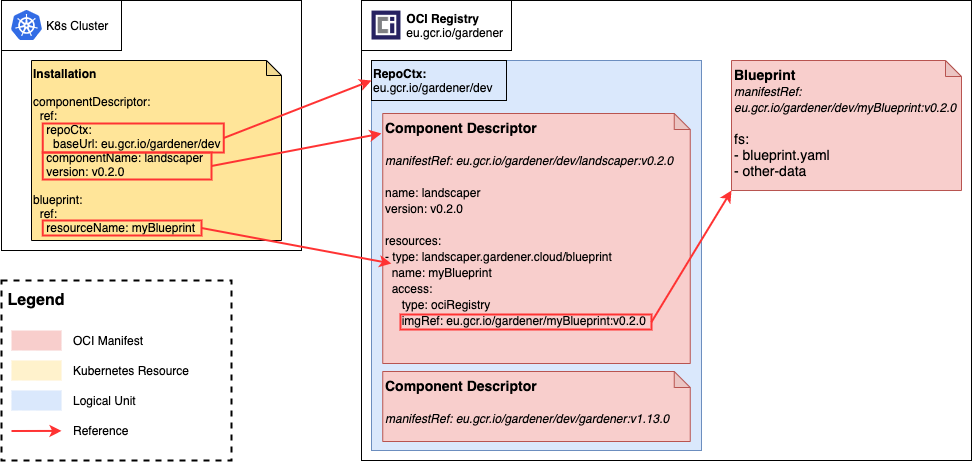 K8s Cluster
Installation
componentDescriptor:
ref:
repoCtx:
baseUrl: eu.gcr.io/gardener/dev
componentName: landscaper
version: v0.2.0
blueprint:
ref:
resourceName: myBlueprint
OCI Registry
eu.gcr.io/gardener
RepoCtx:
eu.gcr.io/gardener/dev
Component Descriptor
manifestRef: eu.gcr.io/gardener/dev/landscaper:v0.2.0
name: landscaper
version: v0.2.0
resources:
- type: landscaper.gardener.cloud/blueprint
name: myBlueprint
access:
type: ociRegistry
imgRef: eu.gcr.io/gardener/myBlueprint:v0.2.0
Component Descriptor
manifestRef: eu.gcr.io/gardener/dev/gardener:v1.13.0
Blueprint
manifestRef:
eu.gcr.io/gardener/dev/myBlueprint:v0.2.0
fs:
- blueprint.yaml
- other-data
Legend
OCI Manifest
Kubernetes Resource
Logical Unit
Reference